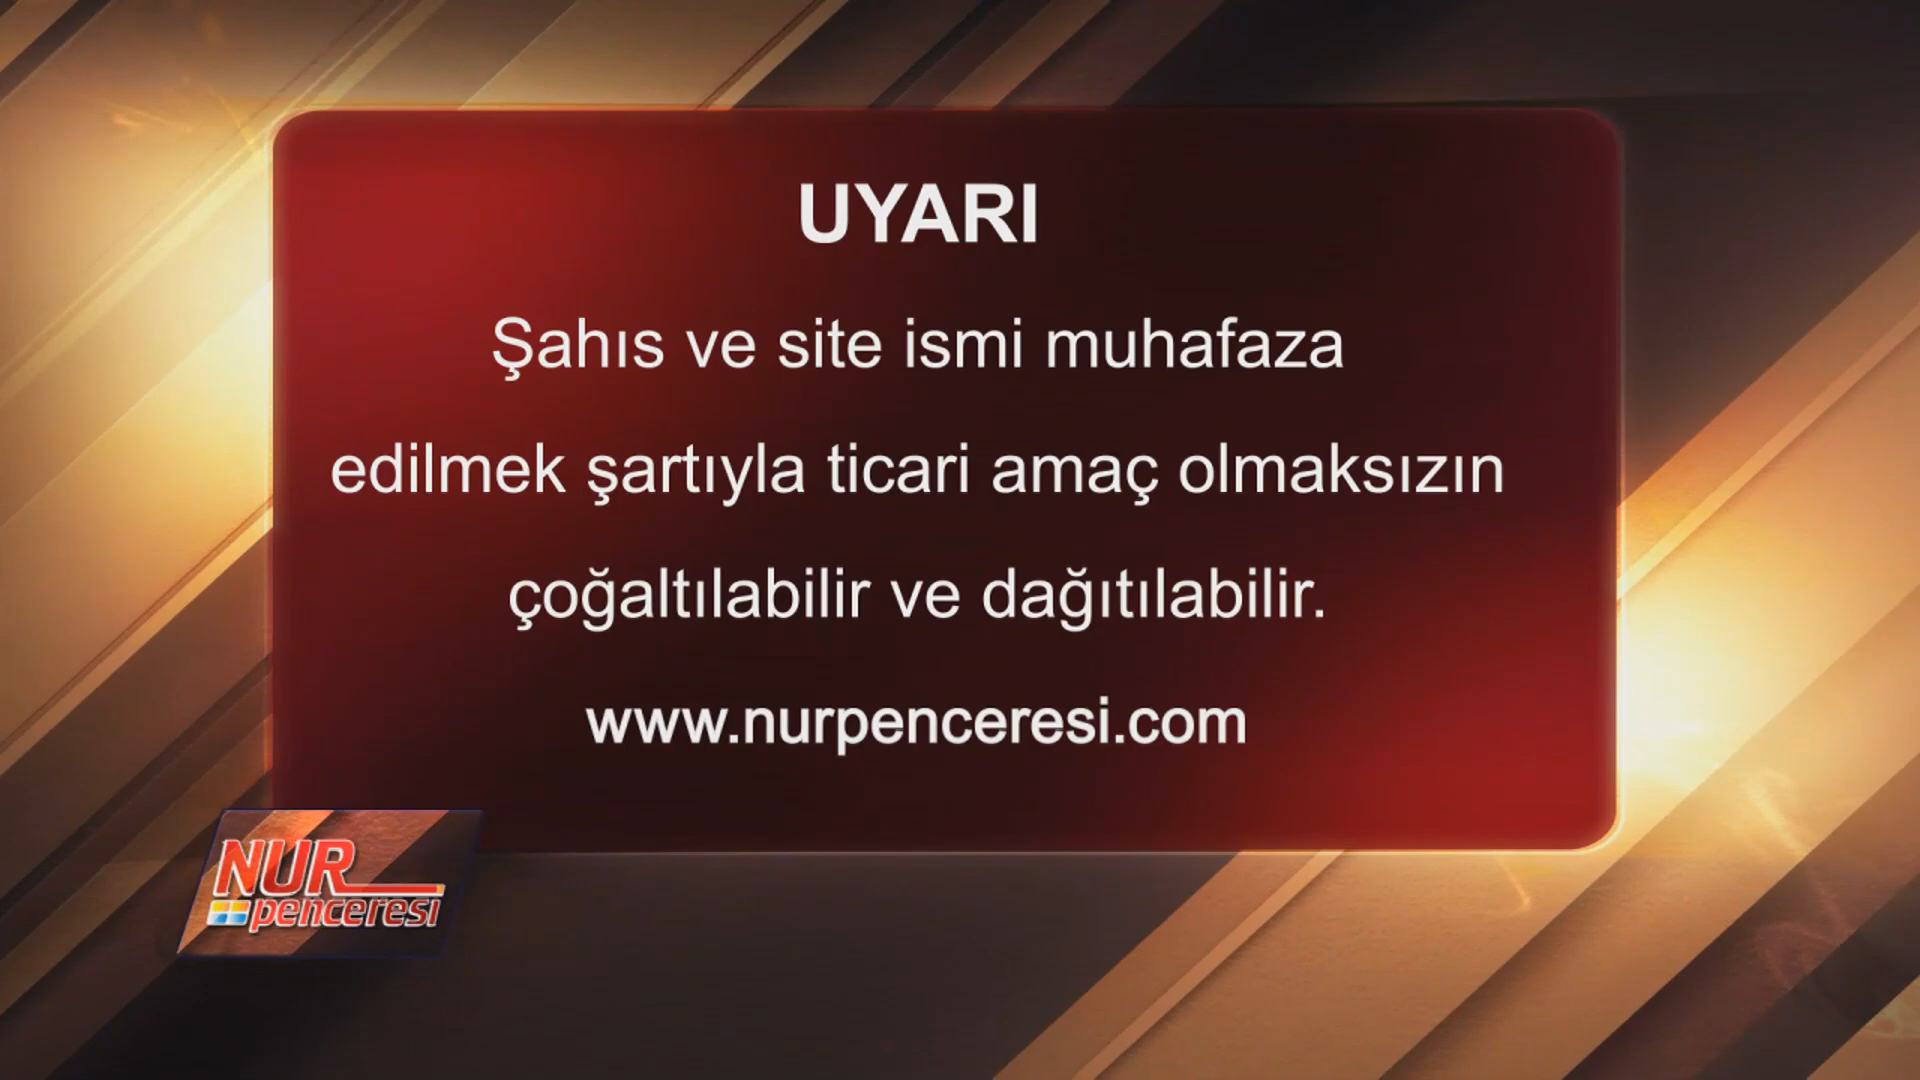 UYARI
Şahıs ve site ismi muhafaza
edilmek şartıyla ticari amaç olmaksızın
çoğaltılabilir ve dağıtılabilir.
www.nurpenceresi.com
NUR
penceresi